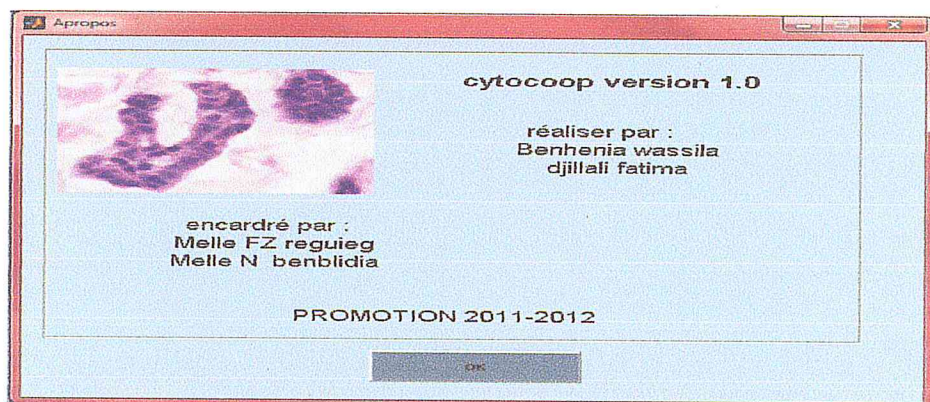 Apropos
cytocoop version 1.0
réaliser par :
Benhenia wassila
djillali fatima
encardré par :
Melle FZ reguieg
Melle N benblidia
PROMOTION 2011-2012
OK